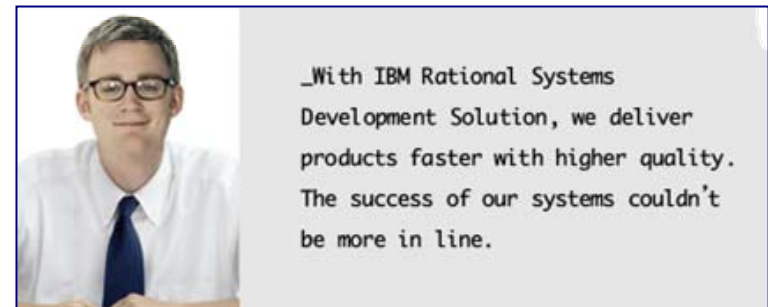 _With IBM Rational Systems
Development Solution, we deliver
products faster with higher quality.
The success of our systems couldn't
be more in line.